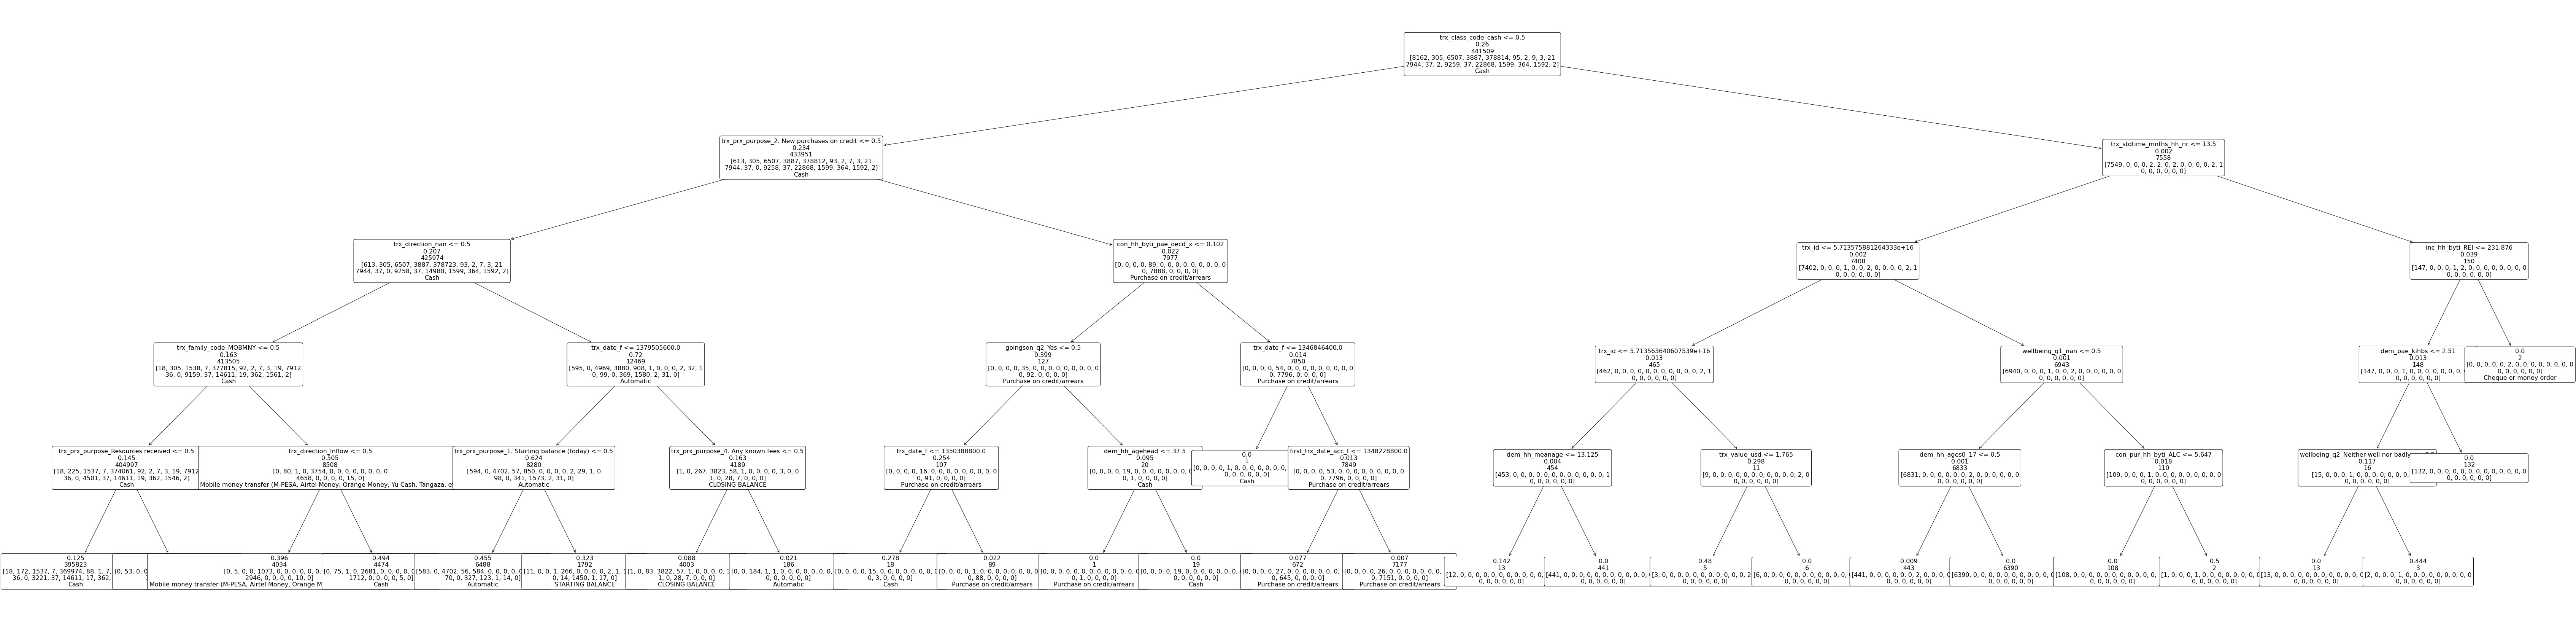 trx_class_code_cash <= 0.5
0.26
441509
[8162, 305, 6507, 3887, 378814, 95, 2, 9, 3, 21
7944, 37, 2, 9259, 37, 22868, 1599, 364, 1592, 2]
Cash
trx_prx_purpose_2. New purchases on credit <= 0.5
0.234
433951
[613, 305, 6507, 3887, 378812, 93, 2, 7, 3, 21
7944, 37, 0, 9258, 37, 22868, 1599, 364, 1592, 2]
Cash
trx_stdtime_mnths_hh_nr <= 13.5
0.002
7558
[7549, 0, 0, 0, 2, 2, 0, 2, 0, 0, 0, 0, 2, 1
0, 0, 0, 0, 0, 0]
trx_direction_nan <= 0.5
0.207
425974
[613, 305, 6507, 3887, 378723, 93, 2, 7, 3, 21
7944, 37, 0, 9258, 37, 14980, 1599, 364, 1592, 2]
Cash
con_hh_byti_pae_oecd_x <= 0.102
0.022
7977
[0, 0, 0, 0, 89, 0, 0, 0, 0, 0, 0, 0, 0, 0
0, 7888, 0, 0, 0, 0]
Purchase on credit/arrears
trx_id <= 5.713575881264333e+16
0.002
7408
[7402, 0, 0, 0, 1, 0, 0, 2, 0, 0, 0, 0, 2, 1
0, 0, 0, 0, 0, 0]
inc_hh_byti_REI <= 231.876
0.039
150
[147, 0, 0, 0, 1, 2, 0, 0, 0, 0, 0, 0, 0, 0
0, 0, 0, 0, 0, 0]
trx_family_code_MOBMNY <= 0.5
0.163
413505
[18, 305, 1538, 7, 377815, 92, 2, 7, 3, 19, 7912
36, 0, 9159, 37, 14611, 19, 362, 1561, 2]
Cash
trx_date_f <= 1379505600.0
0.72
12469
[595, 0, 4969, 3880, 908, 1, 0, 0, 0, 2, 32, 1
0, 99, 0, 369, 1580, 2, 31, 0]
Automatic
goingson_q2_Yes <= 0.5
0.399
127
[0, 0, 0, 0, 35, 0, 0, 0, 0, 0, 0, 0, 0, 0
0, 92, 0, 0, 0, 0]
Purchase on credit/arrears
trx_date_f <= 1346846400.0
0.014
7850
[0, 0, 0, 0, 54, 0, 0, 0, 0, 0, 0, 0, 0, 0
0, 7796, 0, 0, 0, 0]
Purchase on credit/arrears
trx_id <= 5.713563640607539e+16
0.013
465
[462, 0, 0, 0, 0, 0, 0, 0, 0, 0, 0, 0, 2, 1
0, 0, 0, 0, 0, 0]
wellbeing_q1_nan <= 0.5
0.001
6943
[6940, 0, 0, 0, 1, 0, 0, 2, 0, 0, 0, 0, 0, 0
0, 0, 0, 0, 0, 0]
dem_pae_kihbs <= 2.51
0.013
148
[147, 0, 0, 0, 1, 0, 0, 0, 0, 0, 0, 0,
0, 0, 0, 0, 0, 0]
0.0
2
[0, 0, 0, 0, 0, 2, 0, 0, 0, 0, 0, 0, 0, 0
0, 0, 0, 0, 0, 0]
Cheque or money order
trx_prx_purpose_Resources received <= 0.5
0.145
404997
[18, 225, 1537, 7, 374061, 92, 2, 7, 3, 19, 7912
36, 0, 4501, 37, 14611, 19, 362, 1546, 2]
Cash
trx_direction_Inflow <= 0.5
0.505
8508
[0, 80, 1, 0, 3754, 0, 0, 0, 0, 0, 0, 0, 0
4658, 0, 0, 0, 0, 15, 0]
Mobile money transfer (M-PESA, Airtel Money, Orange Money, Yu Cash, Tangaza,
trx_prx_purpose_1. Starting balance (today) <= 0.5
0.624
8280
[594, 0, 4702, 57, 850, 0, 0, 0, 0, 2, 29, 1, 0
98, 0, 341, 1573, 2, 31, 0]
Automatic
trx_prx_purpose_4. Any known fees <= 0.5
0.163
4189
[1, 0, 267, 3823, 58, 1, 0, 0, 0, 0, 3, 0, 0
1, 0, 28, 7, 0, 0, 0]
CLOSING BALANCE
trx_date_f <= 1350388800.0
0.254
107
[0, 0, 0, 0, 16, 0, 0, 0, 0, 0, 0, 0, 0, 0
0, 91, 0, 0, 0, 0]
Purchase on credit/arrears
dem_hh_agehead <= 37.5
0.095
20
[0, 0, 0, 0, 19, 0, 0, 0, 0, 0, 0,
0, 1, 0, 0, 0, 0]
Cash
0.0
1
[0, 0, 0, 0, 1, 0, 0, 0, 0, 0, 0,
0, 0, 0, 0, 0, 0]
Cash
first_trx_date_acc_f <= 1348228800.0
0.013
7849
[0, 0, 0, 0, 53, 0, 0, 0, 0, 0, 0, 0, 0, 0
0, 7796, 0, 0, 0, 0]
Purchase on credit/arrears
dem_hh_meanage <= 13.125
0.004
454
[453, 0, 0, 0, 0, 0, 0, 0, 0, 0, 0, 0, 0, 1
0, 0, 0, 0, 0, 0]
trx_value_usd <= 1.765
0.298
11
[9, 0, 0, 0, 0, 0, 0, 0, 0, 0, 0, 0, 2, 0
0, 0, 0, 0, 0, 0]
dem_hh_ages0_17 <= 0.5
0.001
6833
[6831, 0, 0, 0, 0, 0, 0, 2, 0, 0, 0, 0, 0, 0
0, 0, 0, 0, 0, 0]
con_pur_hh_byti_ALC <= 5.647
0.018
110
[109, 0, 0, 0, 1, 0, 0, 0, 0, 0, 0, 0, 0, 0
0, 0, 0, 0, 0, 0]
wellbeing_q2_Neither well nor badly
0.117
16
[15, 0, 0, 0, 1, 0, 0, 0, 0, 0, 0,
0, 0, 0, 0, 0, 0]
0.0
132
[132, 0, 0, 0, 0, 0, 0, 0, 0, 0, 0, 0, 0, 0
0, 0, 0, 0, 0, 0]
0.125
395823
[18, 172, 1537, 7, 369974, 88, 1, 7,
36, 0, 3221, 37, 14611, 17, 362,
Cash
[0, 53, 0, 0
0.396
4034
[0, 5, 0, 0, 1073, 0, 0, 0, 0, 0,
2946, 0, 0, 0, 0, 10, 0]
Mobile money transfer (M-PESA, Airtel Money, Orange M
0.494
4474
[0, 75, 1, 0, 2681, 0, 0, 0, 0, 0,
1712, 0, 0, 0, 0, 5, 0]
Cash
0.455
6488
[583, 0, 4702, 56, 584, 0, 0, 0, 0, 0,
70, 0, 327, 123, 1, 14, 0]
Automatic
0.323
1792
[11, 0, 0, 1, 266, 0, 0, 0, 0, 2, 1, 1
0, 14, 1450, 1, 17, 0]
STARTING BALANCE
0.088
4003
[1, 0, 83, 3822, 57, 1, 0, 0, 0, 0,
1, 0, 28, 7, 0, 0, 0]
CLOSING BALANCE
0.021
186
[0, 0, 184, 1, 1, 0, 0, 0, 0, 0, 0,
0, 0, 0, 0, 0, 0]
Automatic
0.278
18
[0, 0, 0, 0, 15, 0, 0, 0, 0, 0, 0,
0, 3, 0, 0, 0, 0]
Cash
0.022
89
[0, 0, 0, 0, 1, 0, 0, 0, 0, 0, 0,
0, 88, 0, 0, 0, 0]
Purchase on credit/arrears
0.0
1
[0, 0, 0, 0, 0, 0, 0, 0, 0, 0, 0,
0, 1, 0, 0, 0, 0]
Purchase on credit/arrears
0.0
19
[0, 0, 0, 0, 19, 0, 0, 0, 0, 0, 0,
0, 0, 0, 0, 0, 0]
Cash
0.077
672
[0, 0, 0, 0, 27, 0, 0, 0, 0, 0, 0,
0, 645, 0, 0, 0, 0]
Purchase on credit/arrears
0.007
7177
[0, 0, 0, 0, 26, 0, 0, 0, 0, 0, 0,
0, 7151, 0, 0, 0, 0]
Purchase on credit/arrears
0.142
13
[12, 0, 0, 0, 0, 0, 0, 0, 0, 0, 0,
0, 0, 0, 0, 0, 0]
0.0
441
[441, 0, 0, 0, 0, 0, 0, 0, 0, 0, 0, 0,
0, 0, 0, 0, 0, 0]
0.48
5
[3, 0, 0, 0, 0, 0, 0, 0, 0, 0, 0, 0, 2
0, 0, 0, 0, 0, 0]
0.0
6
[6, 0, 0, 0, 0, 0, 0, 0, 0, 0, 0, 0,
0, 0, 0, 0, 0, 0]
0.009
443
[441, 0, 0, 0, 0, 0, 0, 2, 0, 0, 0,
0, 0, 0, 0, 0, 0]
0.0
6390
[6390, 0, 0, 0, 0, 0, 0, 0, 0, 0, 0,
0, 0, 0, 0, 0, 0]
0.0
108
[108, 0, 0, 0, 0, 0, 0, 0, 0, 0, 0,
0, 0, 0, 0, 0, 0]
0.5
2
[1, 0, 0, 0, 1, 0, 0, 0, 0, 0, 0,
0, 0, 0, 0, 0, 0]
0.0
13
[13, 0, 0, 0, 0, 0, 0, 0, 0, 0, 0,
0, 0, 0, 0, 0, 0]
0.444
3
[2, 0, 0, 0, 1, 0, 0, 0, 0, 0, 0, 0, 0, 0
0, 0, 0, 0, 0, 0]